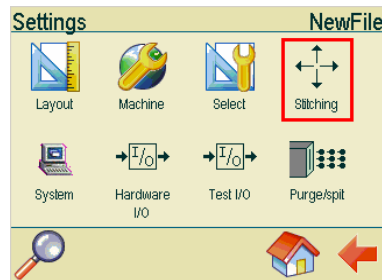 Settings NewFile
Layout Machine Select Stitching
I/O I/O
System Hardware I/O Test I/O Purge/spit